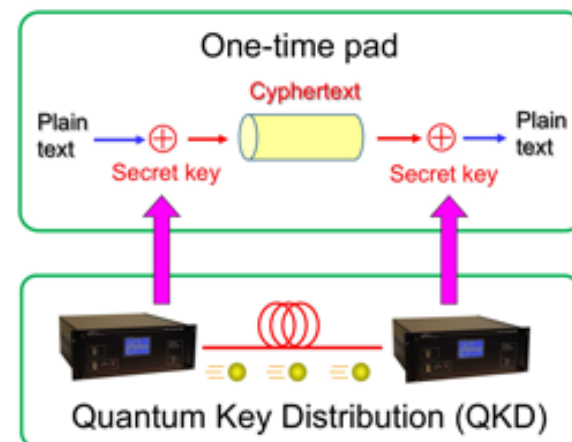 One-time pad
Cyphertext
Plain
text
Plain
text
Secret key
Secret key
Quantum Key Distribution (QKD)